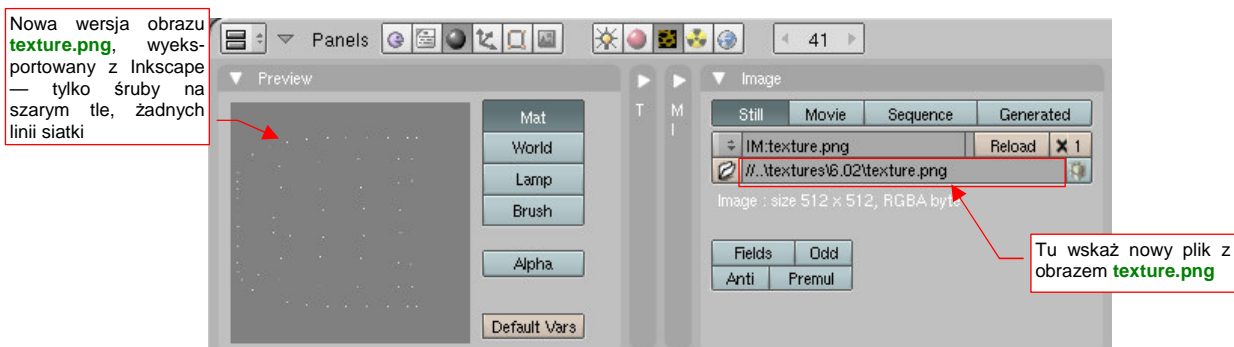 Nowa wersja obrazu
texture.png, wyeks-
portowany z Inkscape
— tylko śruby na
szarym tle, żadnych
linii siatki
Panels
41
Preview
Mat
World
Lamp
Brush
Alpha
Default Vars
T
M
I
Image
Still Movie Sequence Generated
IM:texture.png Reload X 1
//..\textures\6.02\texture.png
Image : size 512 x 512, RGBA byte
Fields Odd
Anti Premul
Tu wskaż nowy plik z
obrazem texture.png